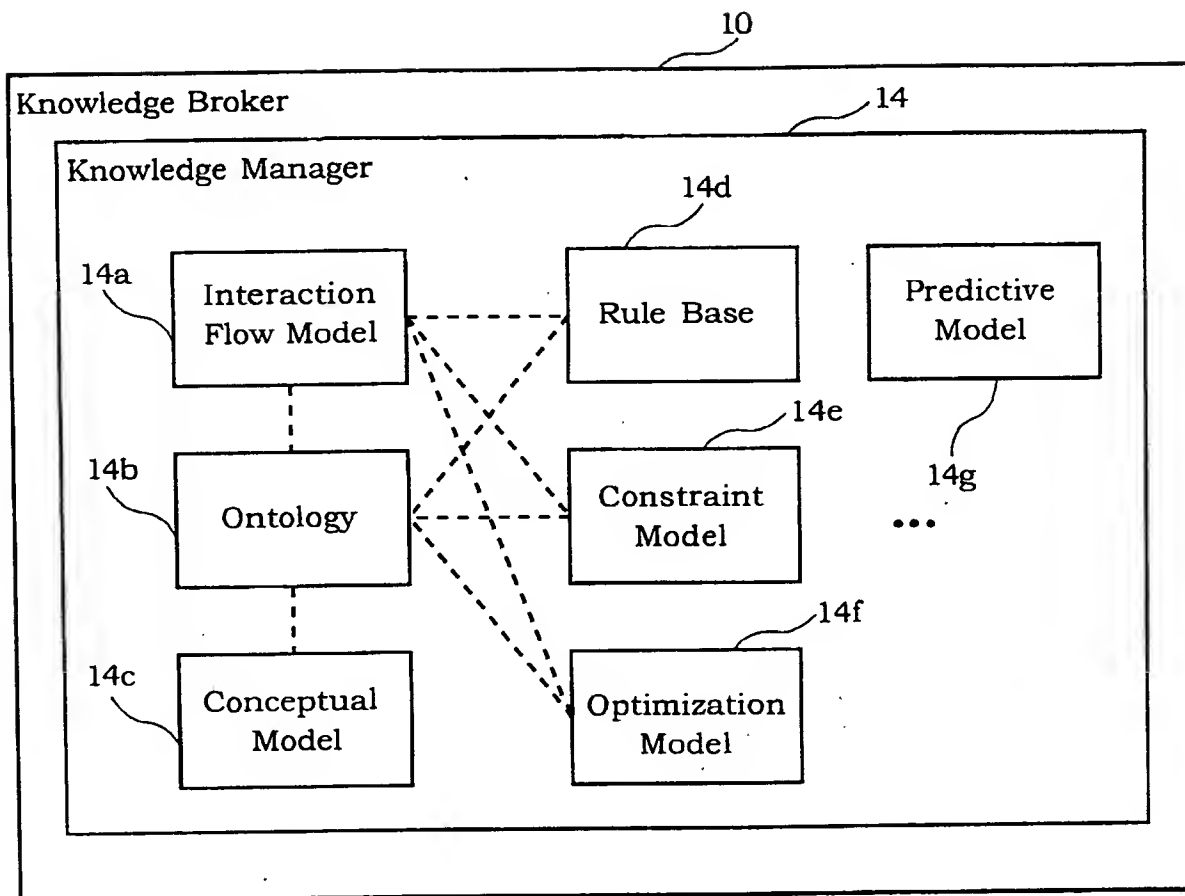 10
Knowledge Broker
14
Knowledge Manager
14d
14a
Interaction
Flow Model
Rule Base
Predictive
Model
14e
14b
14g
Ontology
Constraint
Model
...
14f
14c
Conceptual
Model
Optimization
Model